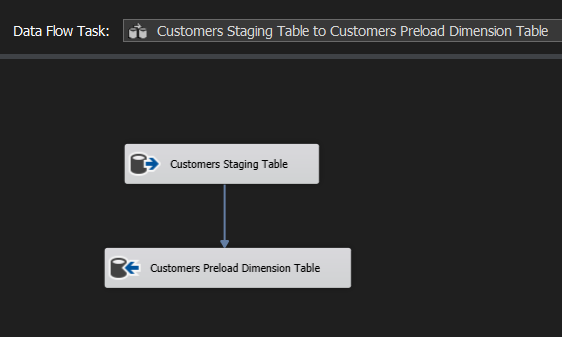 Data Flow Task: Customers Staging Table to Customers Preload Dimension Table
Customers Staging Table
Customers Preload Dimension Table